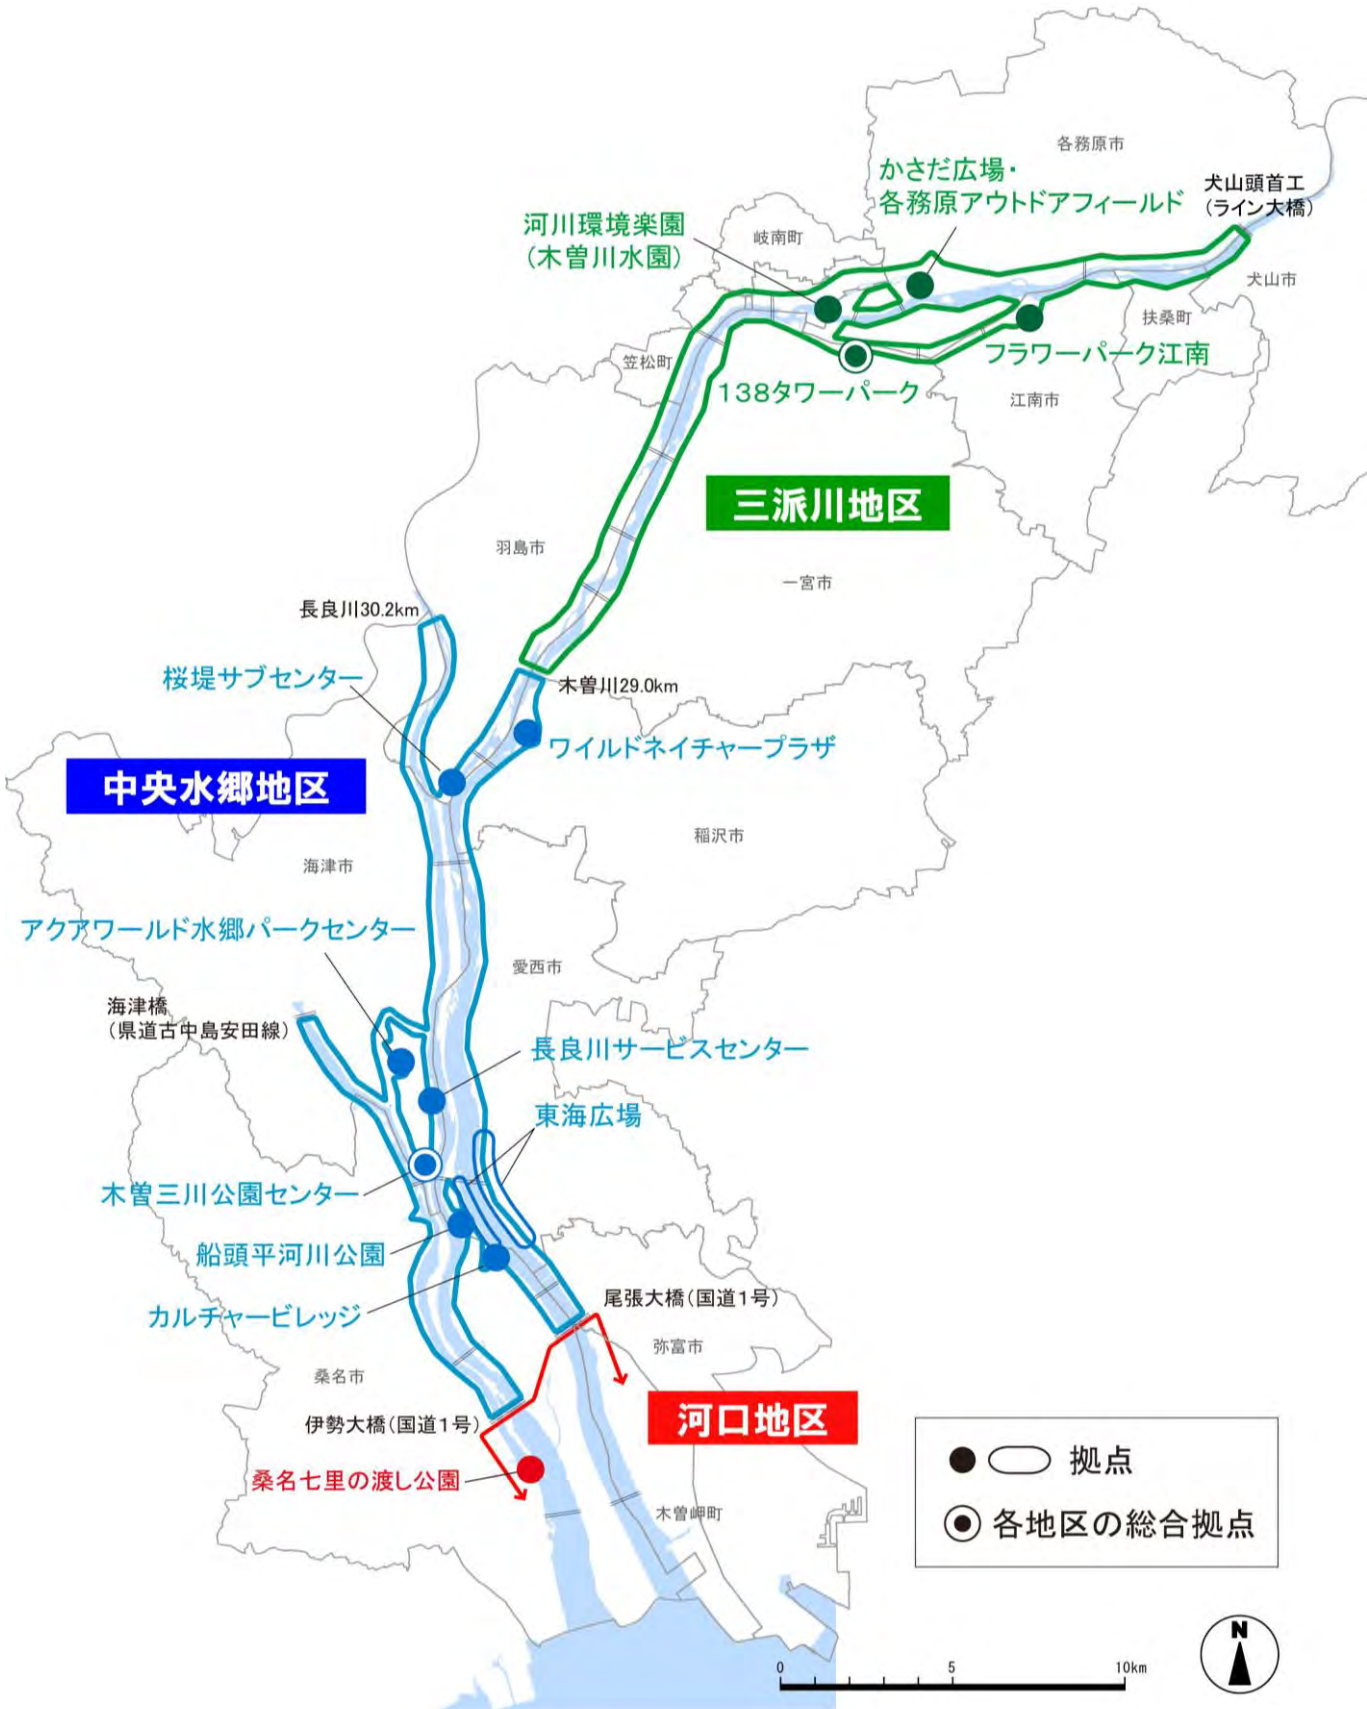 各務原市
かさだ広場・
各務原アウトドアフィールド
犬山頭首工
(ライン大橋)
河川環境楽園
(木曽川水園)
岐南町
犬山市
扶桑町
笠松町
フラワーパーク江南
138タワーパーク
江南市
三派川地区
羽島市
一宮市
長良川30.2km
桜堤サブセンター
木曽川29.0km
ワイルドネイチャープラザ
中央水郷地区
稲沢市
海津市
アクアワールド水郷パークセンター
愛西市
海津橋
(県道古中島安田線)
長良川サービスセンター
東海広場
木曽三川公園センター
船頭平河川公園
カルチャービレッジ
尾張大橋(国道1号)
弥富市
桑名市
河口地区
伊勢大橋(国道1号)
桑名七里の渡し公園
木曽岬町
拠点
各地区の総合拠点
N
0 5 10km